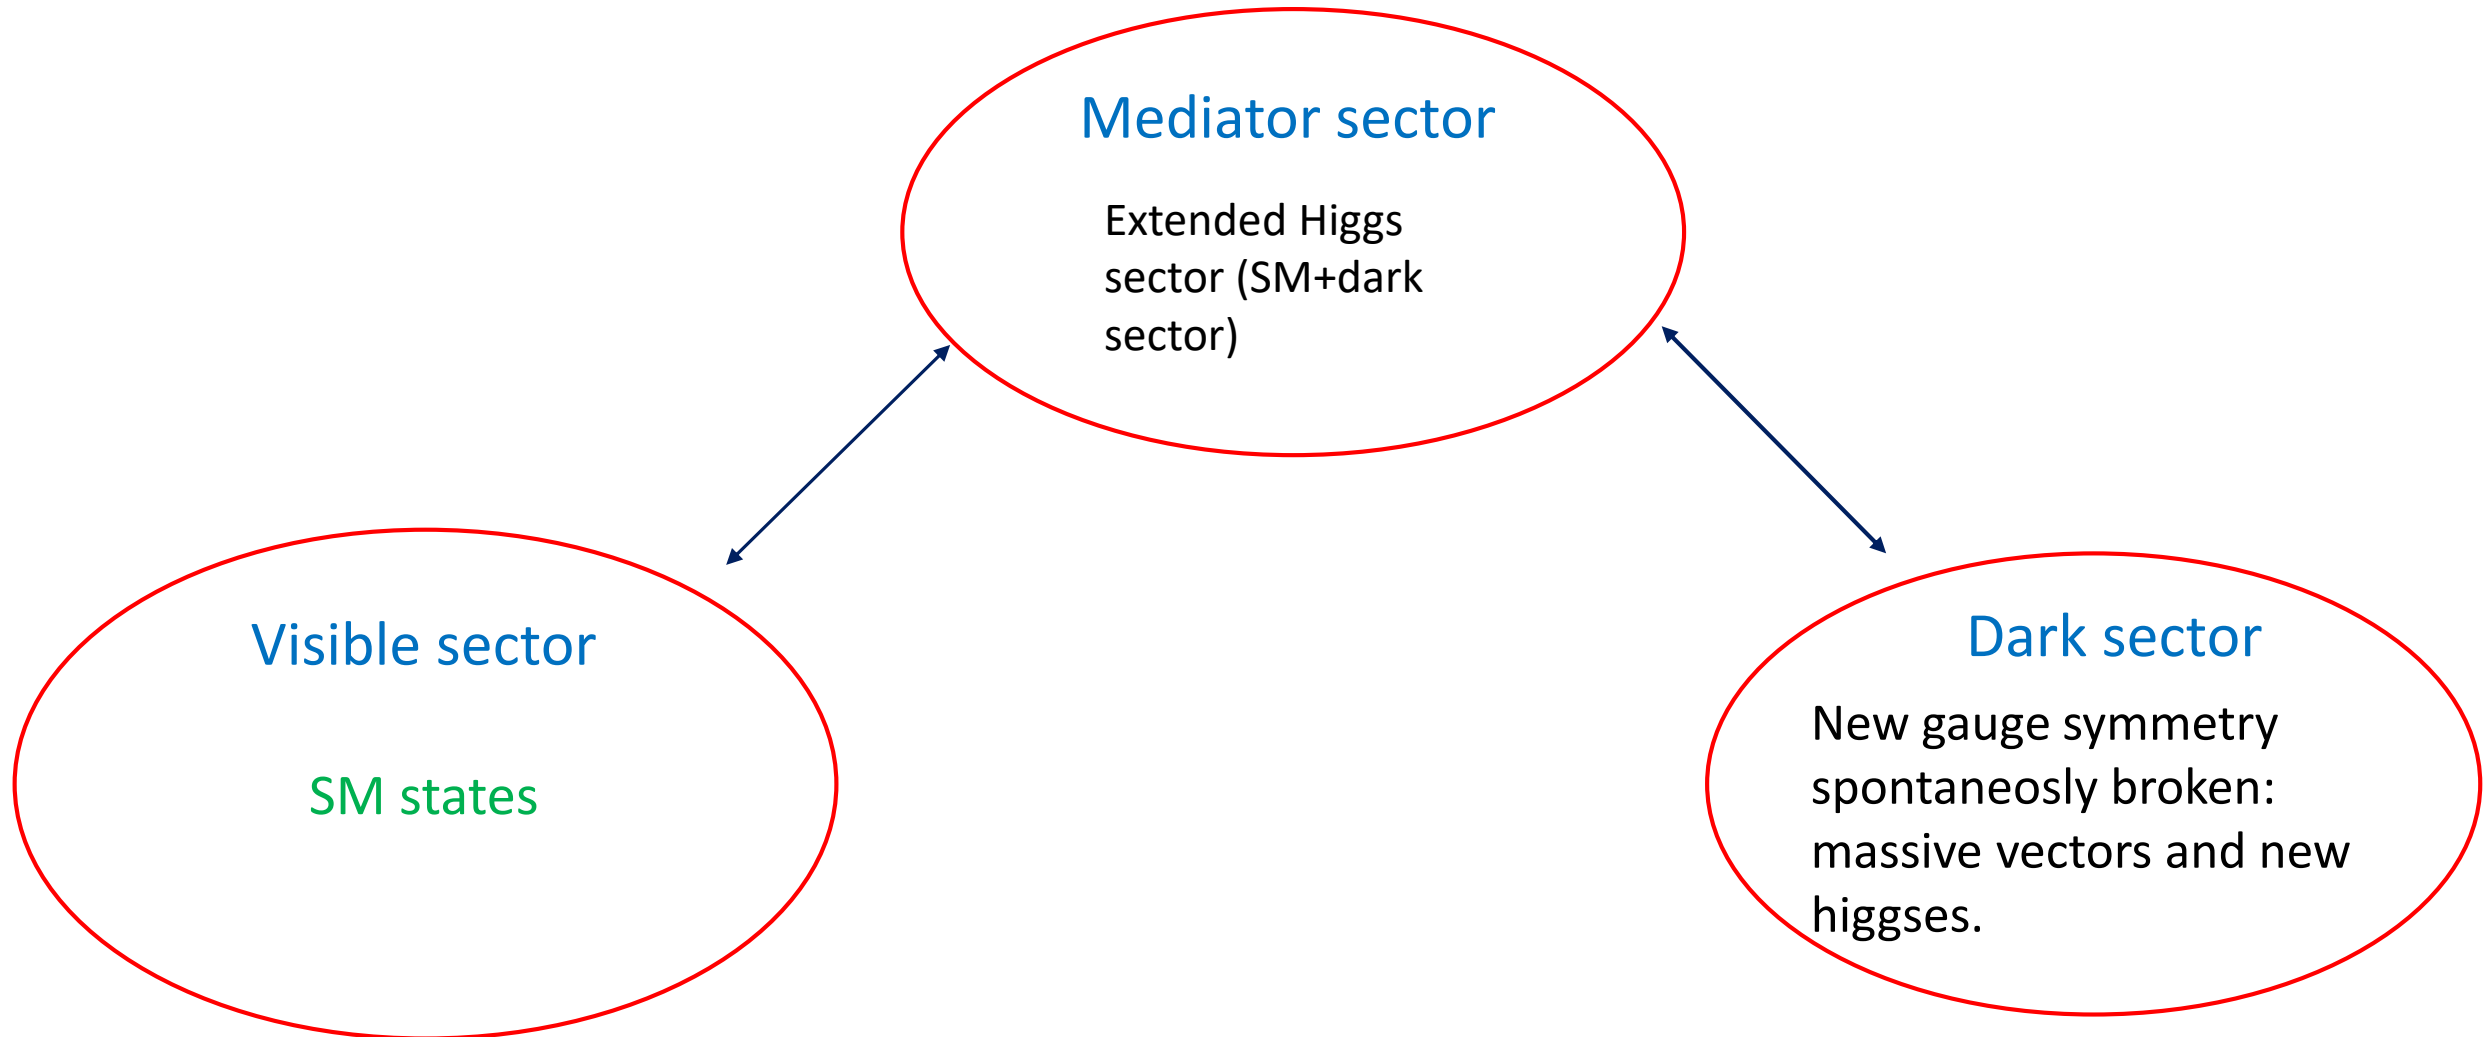 Mediator sector
Extended Higgs
sector (SM+dark
sector)
Visible sector
SM states
Dark sector
New gauge symmetry
spontaneosly broken:
massive vectors and new
higgses.